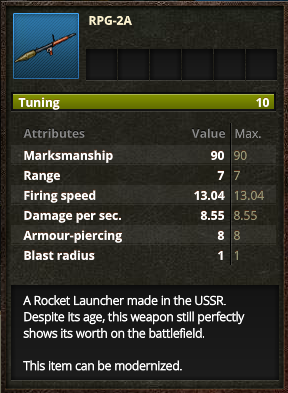 RPG-2A
Tuning 10
Attributes Value Max.
Marksmanship 90 90
Range 7 7
Firing speed 13.04 13.04
Damage per sec. 8.55 8.55
Armour-piercing 8 8
Blast radius 1 1
A Rocket Launcher made in the USSR.
Despite its age, this weapon still perfectly
shows its worth on the battlefield.
This item can be modernized.